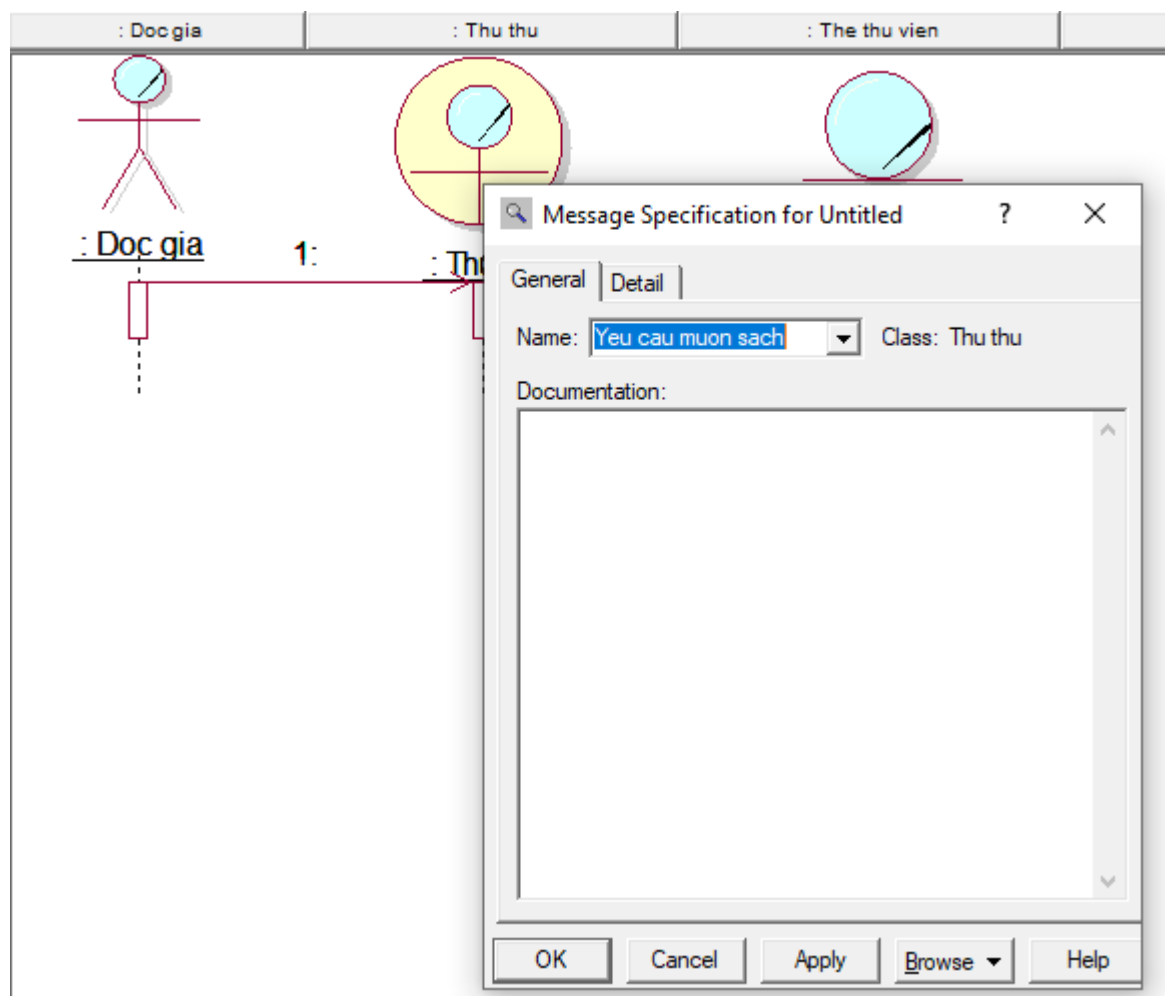 : Doc gia
: Thu thu
: The thu vien
Message Specification for Untitled ? X
: Doc gia
1:
General Detail
Name: Yeu cau muon sach Class: Thu thu
Documentation:
OK Cancel Apply Browse Help